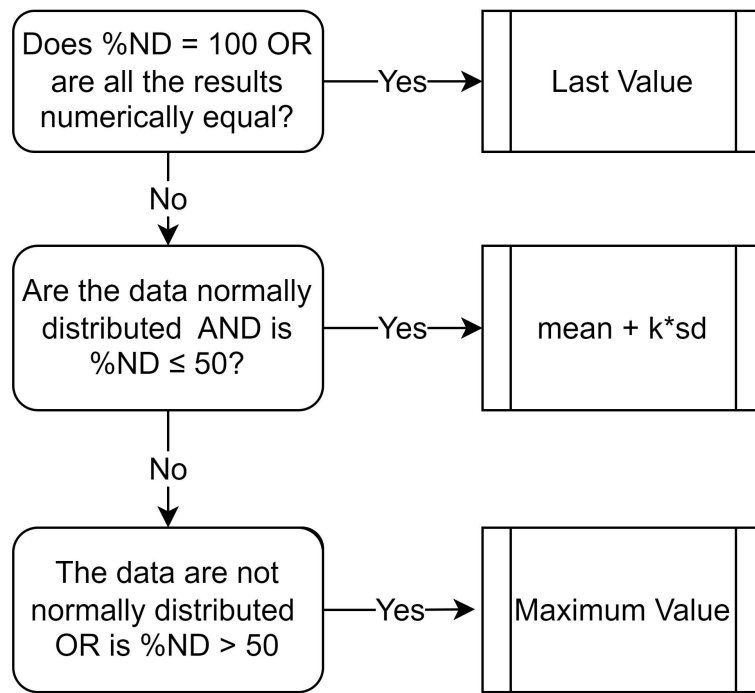 Does %ND = 100 OR
are all the results
numerically equal?
Yes
Last Value
No
Are the data normally
distributed AND is
%ND ≤ 50?
Yes
mean + k*sd
No
The data are not
normally distributed
OR is %ND > 50
Yes
Maximum Value